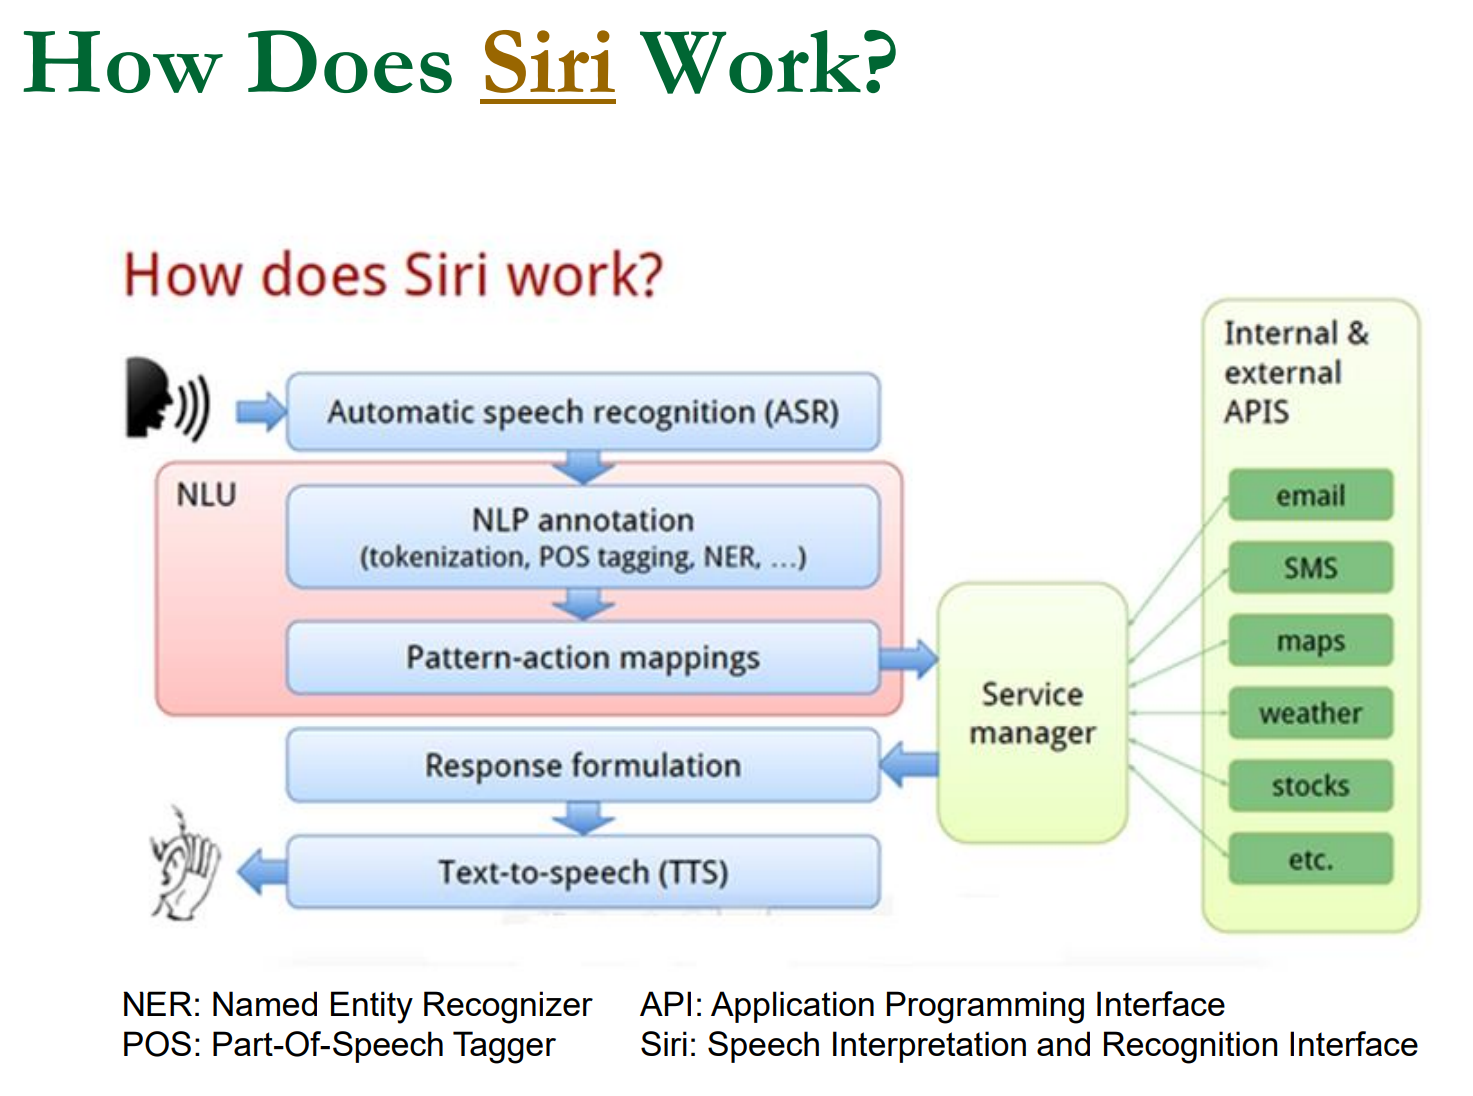 How Does Siri Work?
How does Siri work?
Automatic speech recognition (ASR)
NLU
NLP annotation
(tokenization, POS tagging, NER, ...)
Pattern-action mappings
Response formulation
Text-to-speech (TTS)
Service
manager
Internal &
external
APIS
email
SMS
maps
weather
stocks
etc.
NER: Named Entity Recognizer
POS: Part-Of-Speech Tagger
API: Application Programming Interface
Siri: Speech Interpretation and Recognition Interface